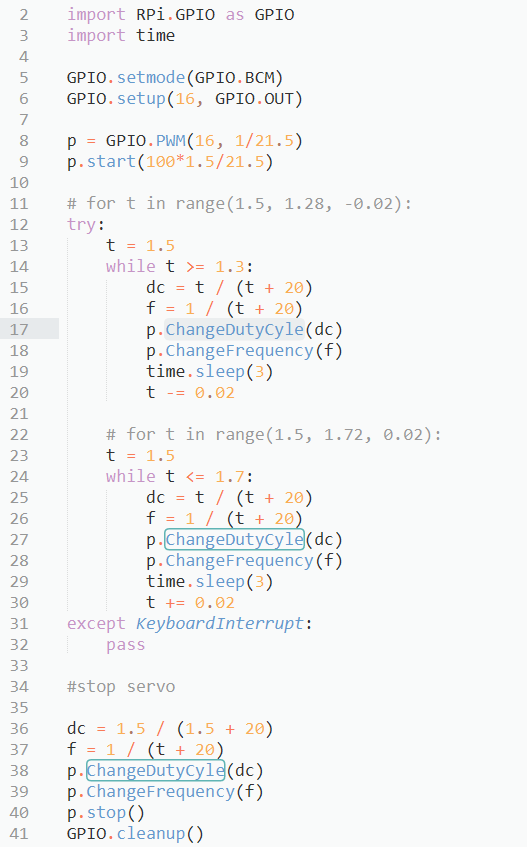 2 import RPi.GPIO as GPIO
3 import time
4
5 GPIO.setmode(GPIO.BCM)
6 GPIO.setup(16, GPIO.OUT)
7
8 p = GPIO.PWM(16, 1/21.5)
9 p.start(100*1.5/21.5)
10
11 # for t in range(1.5, 1.28, -0.02):
12 try:
13     t = 1.5
14     while t >= 1.3:
15         dc = t / (t + 20)
16         f = 1 / (t + 20)
17         p.ChangeDutyCyle(dc)
18         p.ChangeFrequency(f)
19         time.sleep(3)
20         t -= 0.02
21
22     # for t in range(1.5, 1.72, 0.02):
23     t = 1.5
24     while t <= 1.7:
25         dc = t / (t + 20)
26         f = 1 / (t + 20)
27         p.ChangeDutyCyle(dc)
28         p.ChangeFrequency(f)
29         time.sleep(3)
30         t += 0.02
31 except KeyboardInterrupt:
32     pass
33
34 #stop servo
35
36 dc = 1.5 / (1.5 + 20)
37 f = 1 / (t + 20)
38 p.ChangeDutyCyle(dc)
39 p.ChangeFrequency(f)
40 p.stop()
41 GPIO.cleanup()